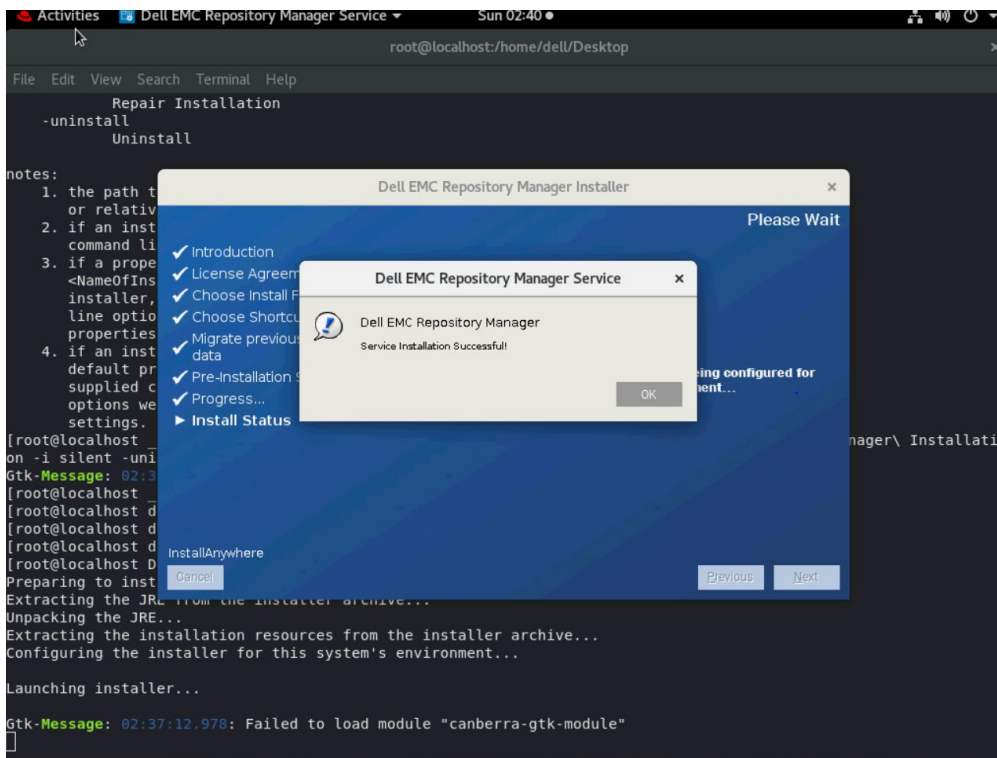 Activities Dell EMC Repository Manager Service Sun 02:40
root@localhost:/home/dell/Desktop
File Edit View Search Terminal Help
Repair Installation
-uninstall
Uninstall
notes:
1. the path t
or relativ
2. if an inst
command li
3. if a prope
<NameOfIns
installer,
line optio
properties
4. if an inst
default pr
supplied c
options we
settings.
[root@localhost _ nager\ Installati
on -i silent -uni
Gtk-Message: 02:3
[root@localhost _
[root@localhost d
[root@localhost d
[root@localhost d
[root@localhost D
Preparing to inst
Extracting the JRE from the installer archive...
Unpacking the JRE...
Extracting the installation resources from the installer archive...
Configuring the installer for this system's environment...
Launching installer...
Gtk-Message: 02:37:12.978: Failed to load module "canberra-gtk-module"
Dell EMC Repository Manager Installer
Please Wait
Introduction
License Agreem
Choose Install F
Choose Shortcu
Migrate previou
data
Pre-Installation S
Progress...
Install Status
eing configured for
ent...
InstallAnywhere
Cancel
Previous Next
Dell EMC Repository Manager Service
Dell EMC Repository Manager
Service Installation Successful!
OK